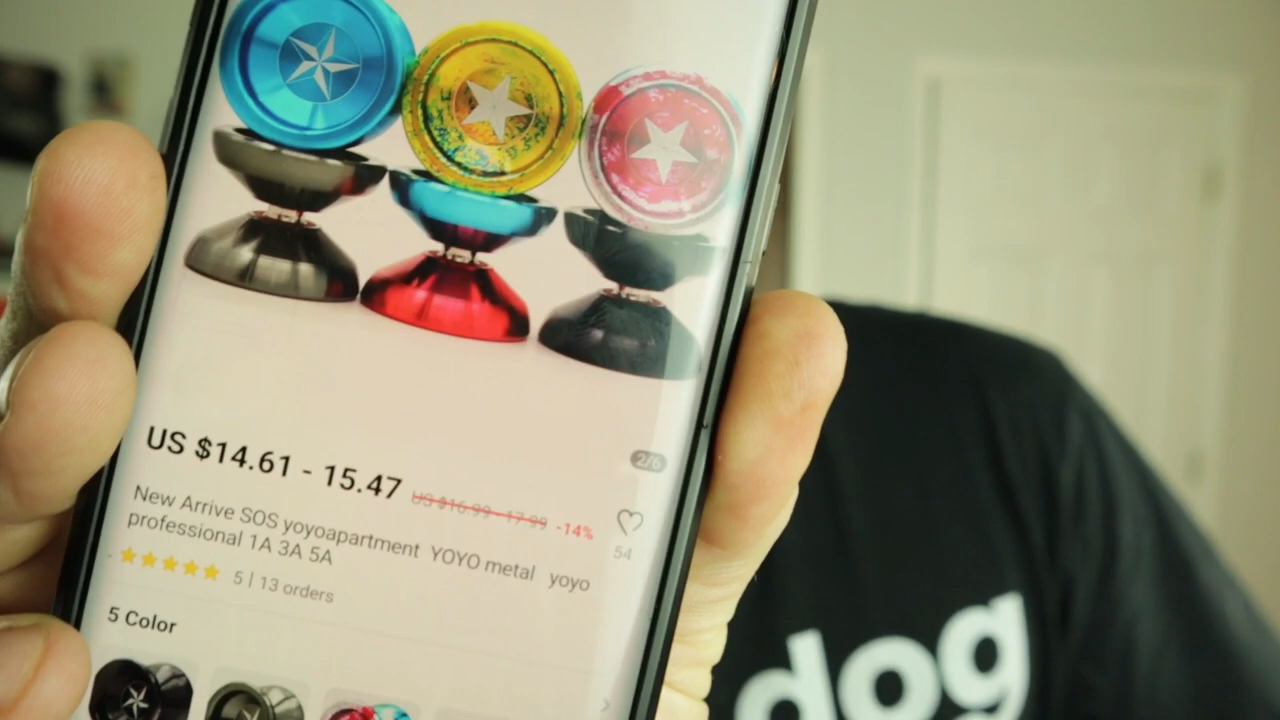 US $14.61 - 15.47 US $16.99 - 17.99 -14%
2/6
New Arrive SOS yoyoapartment YOYO metal yoyo
professional 1A 3A 5A
54
5 | 13 orders
5 Color
dog